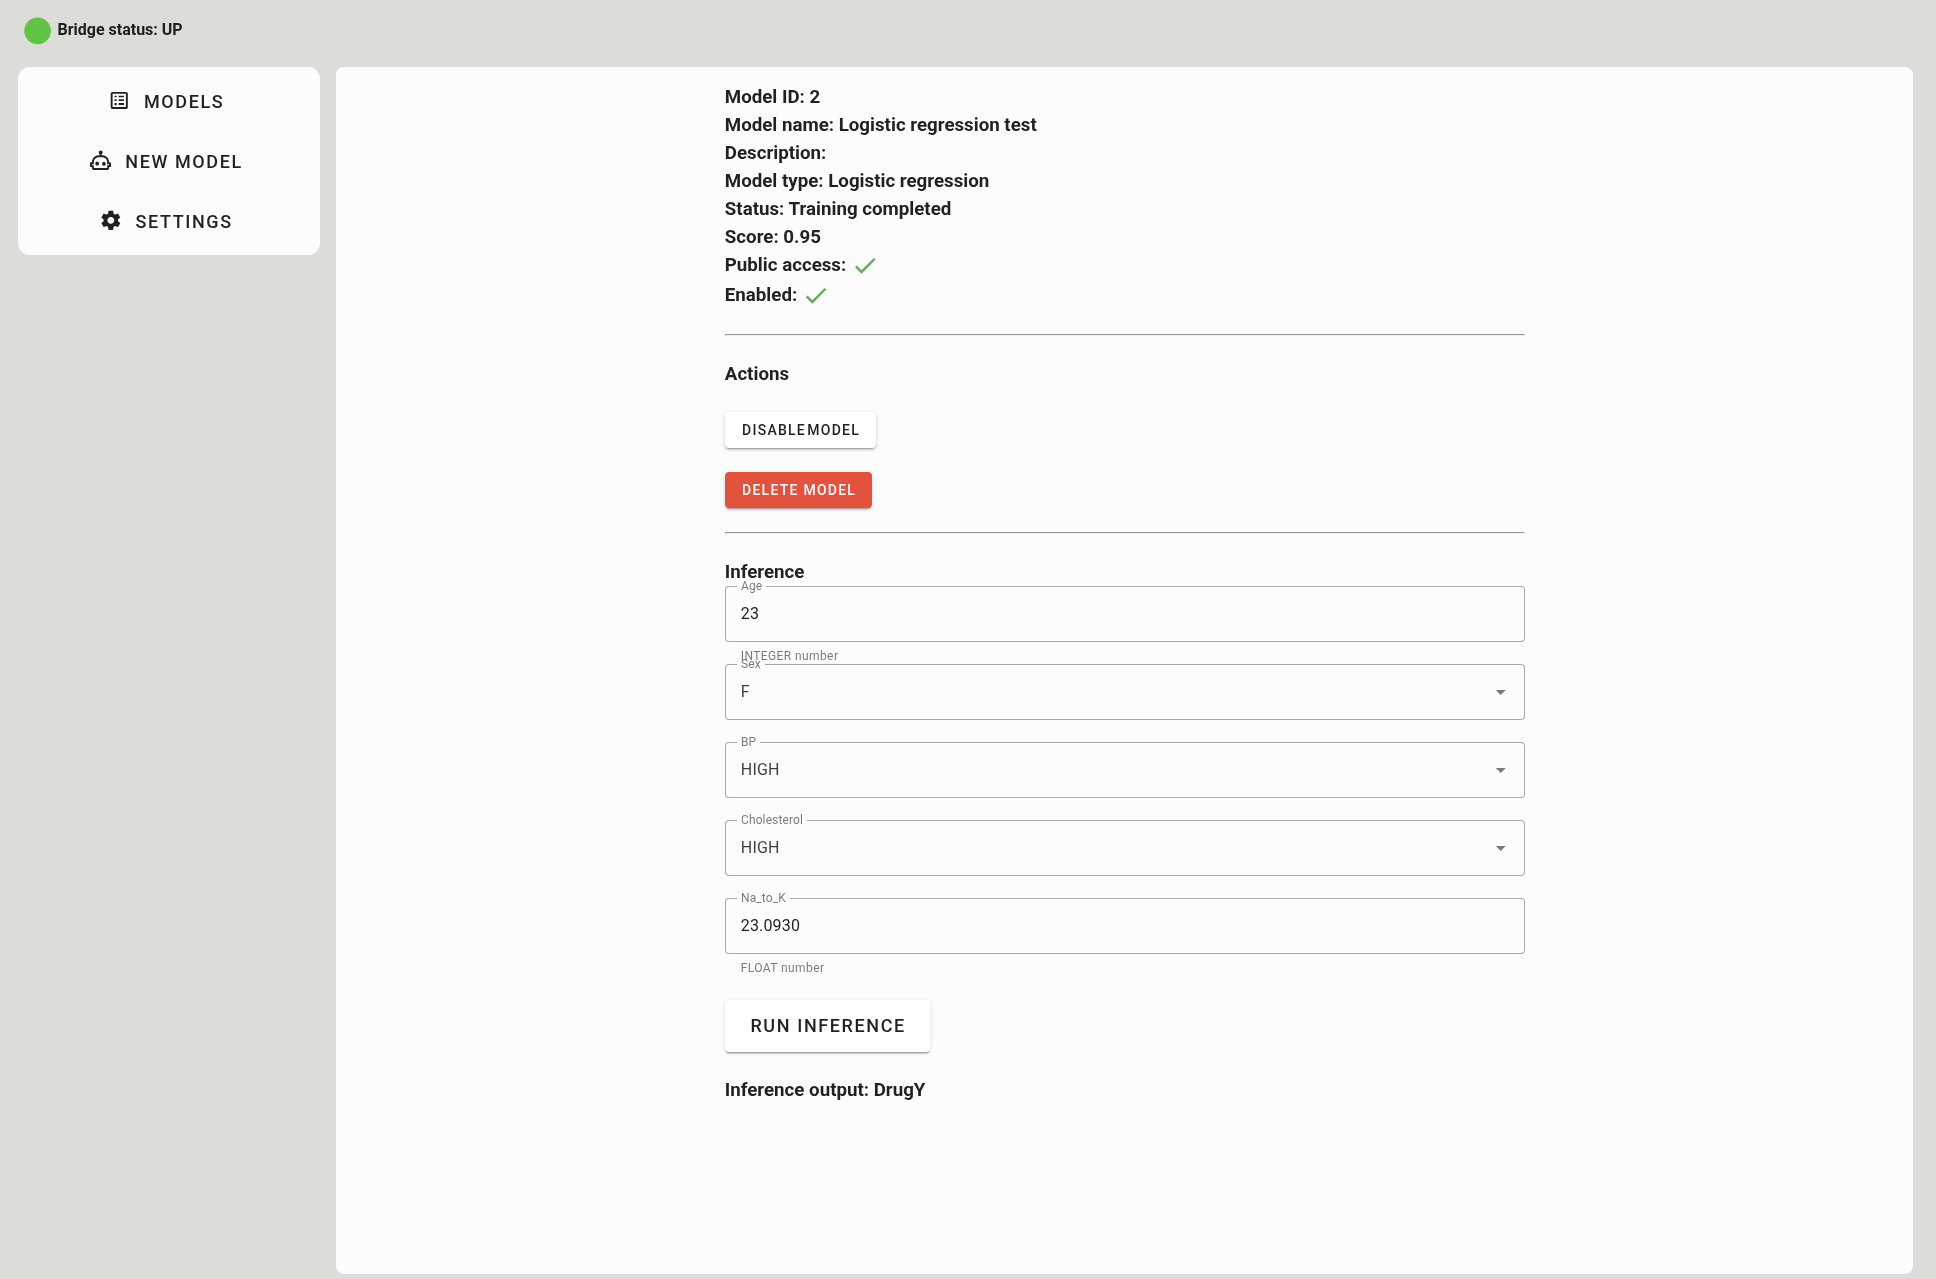 Bridge status: UP
MODELS
NEW MODEL
SETTINGS
Model ID: 2
Model name: Logistic regression test
Description:
Model type: Logistic regression
Status: Training completed
Score: 0.95
Public access:
Enabled:
Actions
DISABLEMODEL
DELETE MODEL
Inference
Age
23
INTEGER number
Sex
F
BP
HIGH
Cholesterol
HIGH
Na_to_K
23.0930
FLOAT number
RUN INFERENCE
Inference output: DrugY